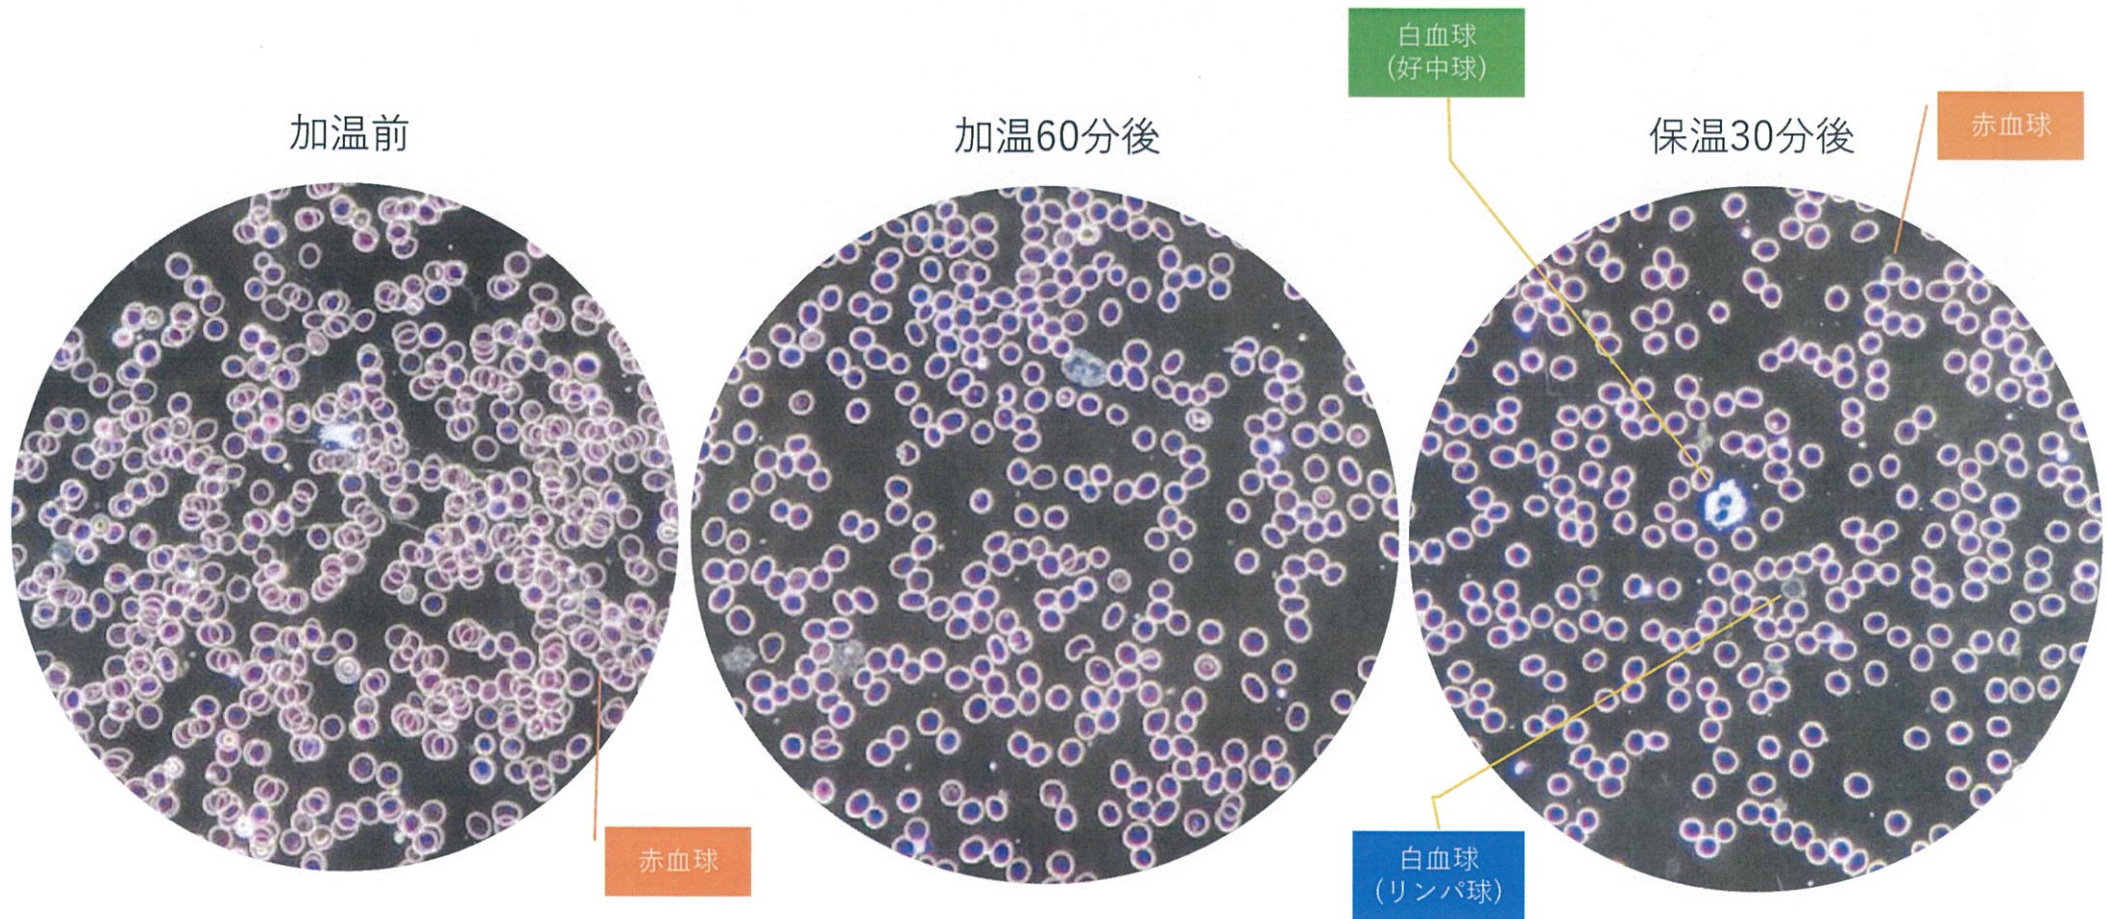 白血球
(好中球)
赤血球
加温前
加温60分後
保温30分後
赤血球
白血球
(リンパ球)